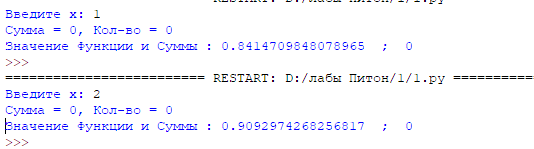 RESTART: D:/лабы Питон/1/1.py
Введите x: 1
Сумма = 0, Кол-во = 0
Значение функции и Суммы : 0.8414709848078965  ;  0
>>>
========================= RESTART: D:/лабы Питон/1/1.py ==========
Введите x: 2
Сумма = 0, Кол-во = 0
Значение функции и Суммы : 0.9092974268256817  ;  0
>>>